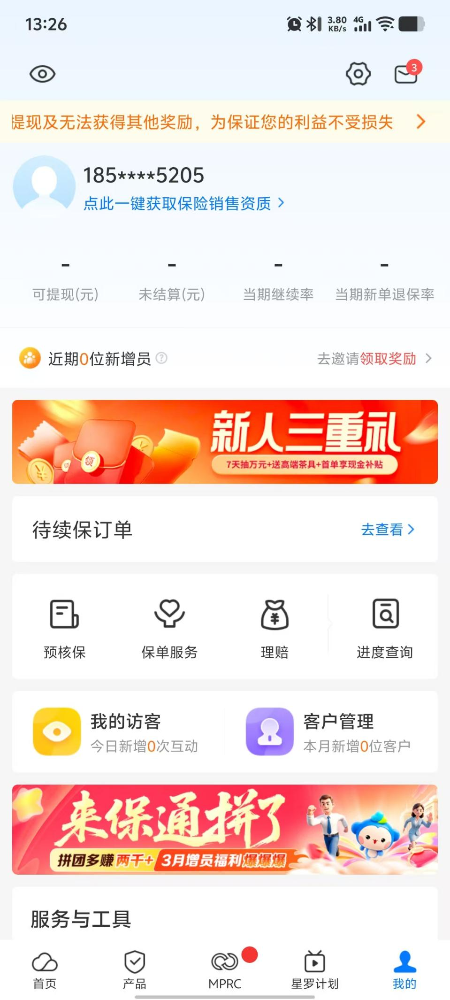 13:26
3.80 KB/s 4G
3
提现及无法获得其他奖励，为保证您的利益不受损失
185****5205
点此一键获取保险销售资质
- - - -
可提现(元) 未结算(元) 当期继续率 当期新单退保率
近期0位新增员 ? 去邀请领取奖励
新人三重礼
领
7天抽万元+送高端茶具+首单享现金补贴
待续保订单 去查看
预核保 保单服务 理赔 进度查询
我的访客 客户管理
今日新增0次互动 本月新增0位客户
来保通拼了
拼团多赚两千+ 3月增员福利爆爆爆
服务与工具
首页 产品 MPRC 星罗计划 我的